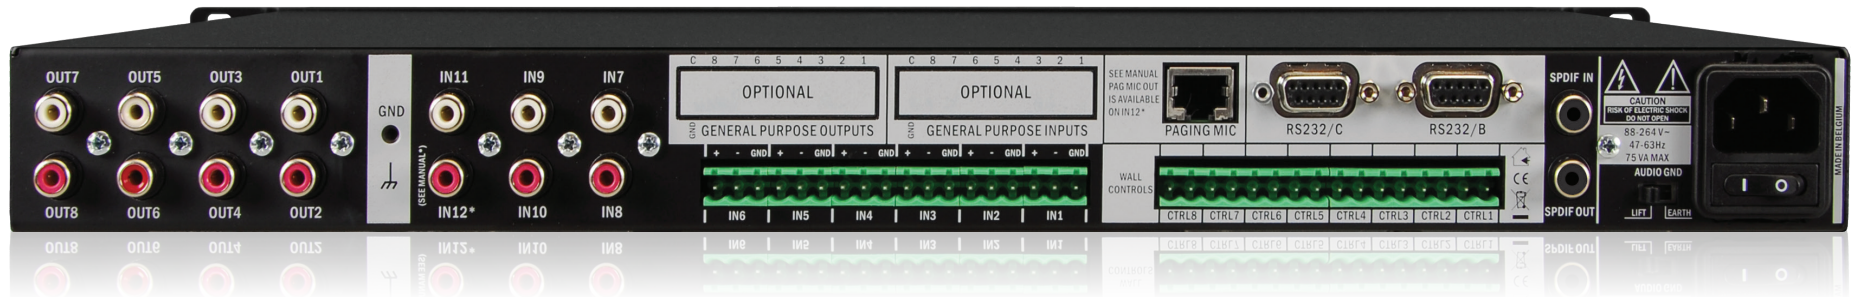 OUT7 OUT5 OUT3 OUT1
OUT8 OUT6 OUT4 OUT2
GND
(SEE MANUAL*)
IN11 IN9 IN7
IN12* IN10 IN8
C 8 7 6 5 4 3 2 1
OPTIONAL
GND
GENERAL PURPOSE OUTPUTS
C 8 7 6 5 4 3 2 1
OPTIONAL
GND
GENERAL PURPOSE INPUTS
+ - GND + - GND + - GND + - GND + - GND + - GND
IN6 IN5 IN4 IN3 IN2 IN1
SEE MANUAL
PAG MIC OUT
IS AVAILABLE
ON IN12*
PAGING MIC
RS232/C
RS232/B
WALL
CONTROLS
CTRL8 CTRL7 CTRL6 CTRL5 CTRL4 CTRL3 CTRL2 CTRL1
CE
SPDIF IN
SPDIF OUT
CAUTION
RISK OF ELECTRIC SHOCK
DO NOT OPEN
88-264 V~
47-63Hz
75 VA MAX
AUDIO GND
LIFT EARTH
I O
MADE IN BELGIUM